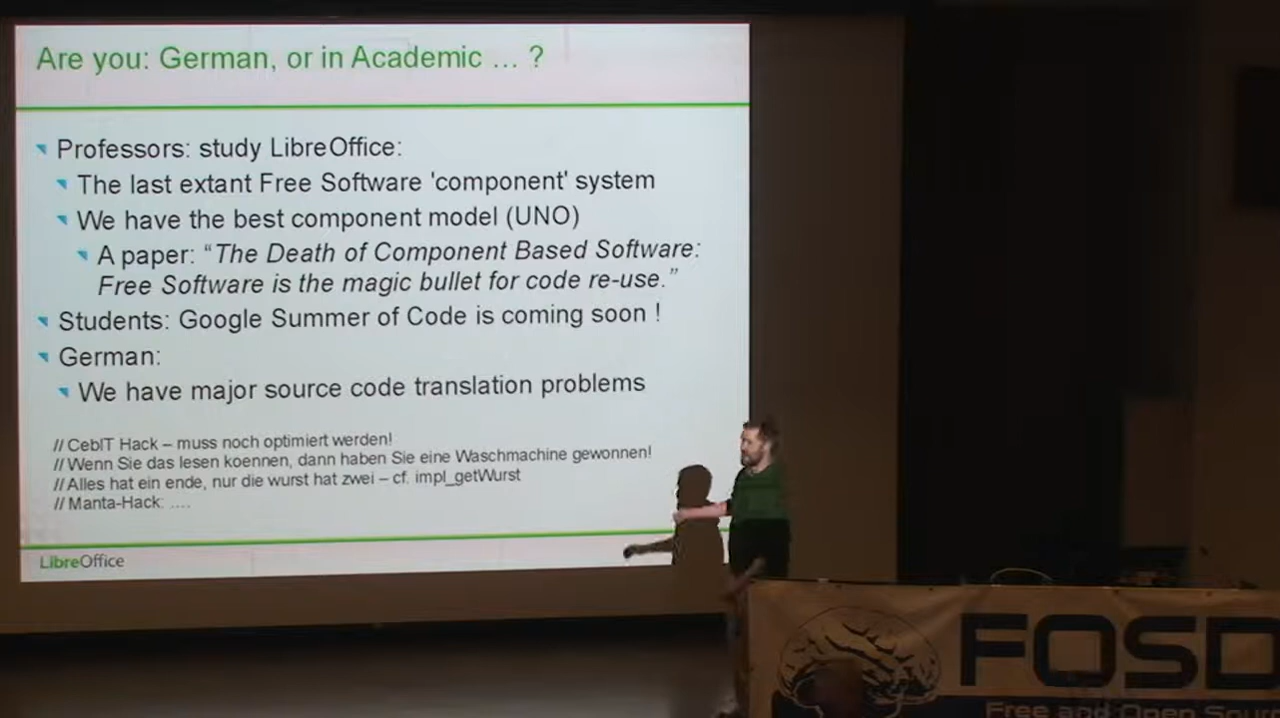 Are you: German, or in Academic ... ?
Professors: study LibreOffice:
The last extant Free Software 'component' system
We have the best component model (UNO)
A paper: “The Death of Component Based Software:
Free Software is the magic bullet for code re-use.”
Students: Google Summer of Code is coming soon !
German:
We have major source code translation problems
// CebIT Hack – muss noch optimiert werden!
// Wenn Sie das lesen koennen, dann haben Sie eine Waschmachine gewonnen!
// Alles hat ein ende, nur die wurst hat zwei – cf. impl_getWurst
// Manta-Hack: ....
LibreOffice
FOSD
Free and Open Sour